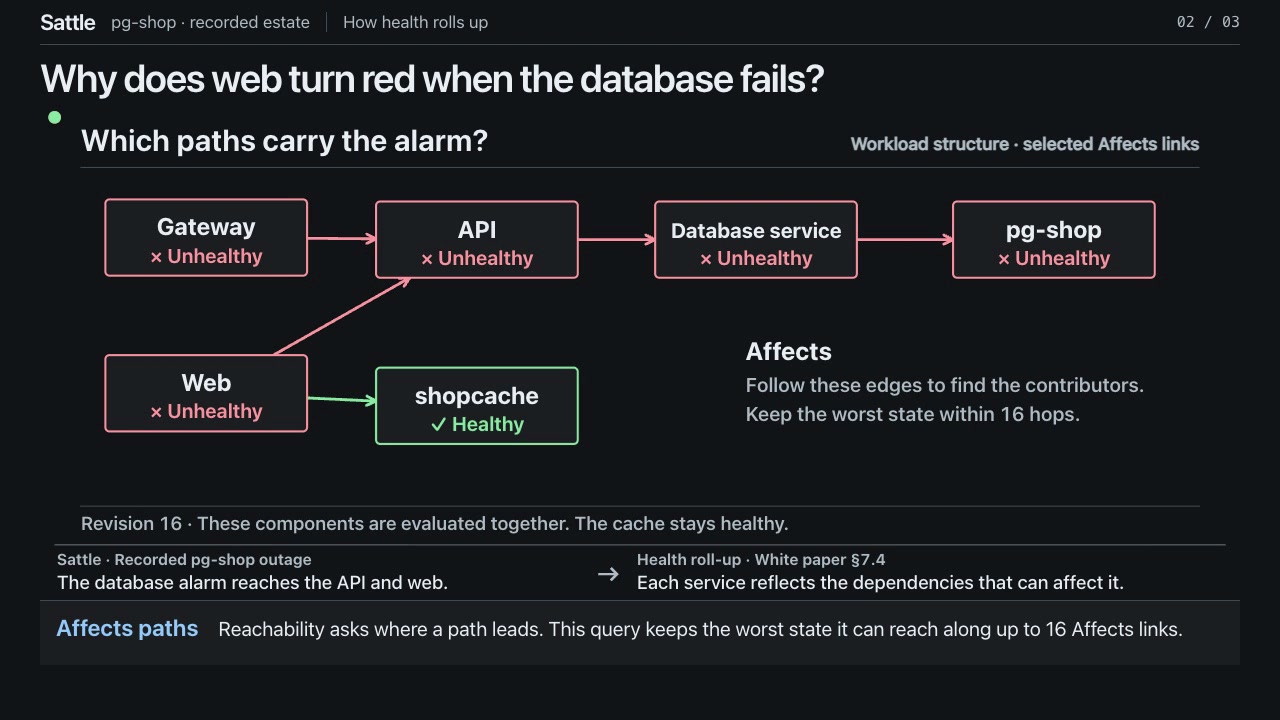 Sattle pg-shop · recorded estate How health rolls up 02 / 03
Why does web turn red when the database fails?
Which paths carry the alarm?
Workload structure · selected Affects links
Gateway
× Unhealthy
API
× Unhealthy
Database service
× Unhealthy
pg-shop
× Unhealthy
Web
× Unhealthy
shopcache
✓ Healthy
Affects
Follow these edges to find the contributors.
Keep the worst state within 16 hops.
Revision 16 · These components are evaluated together. The cache stays healthy.
Sattle · Recorded pg-shop outage
The database alarm reaches the API and web.
→
Health roll-up · White paper §7.4
Each service reflects the dependencies that can affect it.
Affects paths Reachability asks where a path leads. This query keeps the worst state it can reach along up to 16 Affects links.